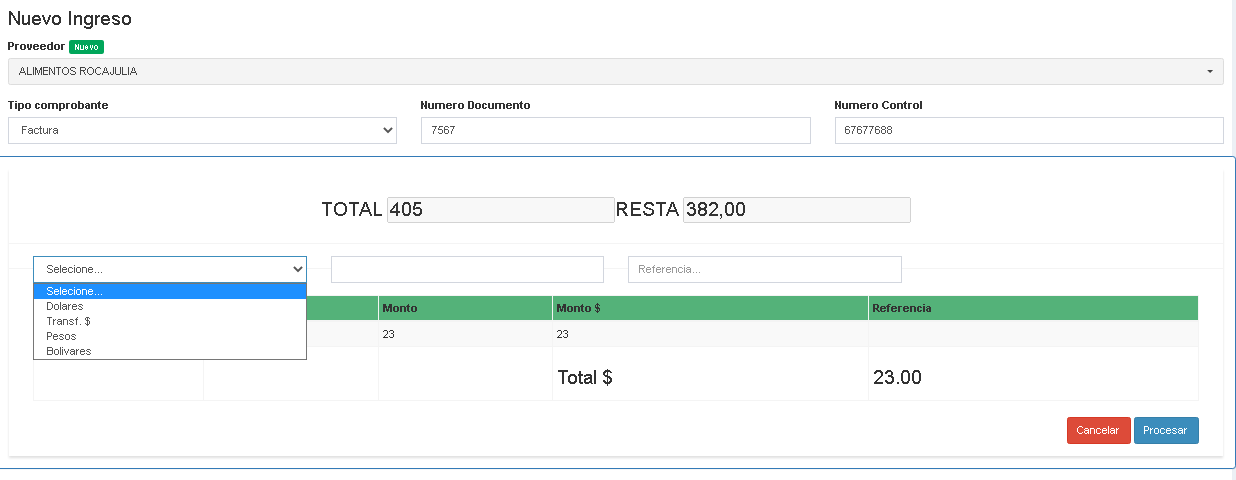 Nuevo Ingreso
Proveedor Nuevo
ALIMENTOS ROCAJULIA
Tipo comprobante Numero Documento Numero Control
Factura 7567 67677688
TOTAL 405 RESTA 382,00
Selecione... Referencia...
Selecione...
Dolares
Transf. $
Pesos
Bolivares
Monto Monto $ Referencia
23 23
Total $ 23.00
Cancelar Procesar